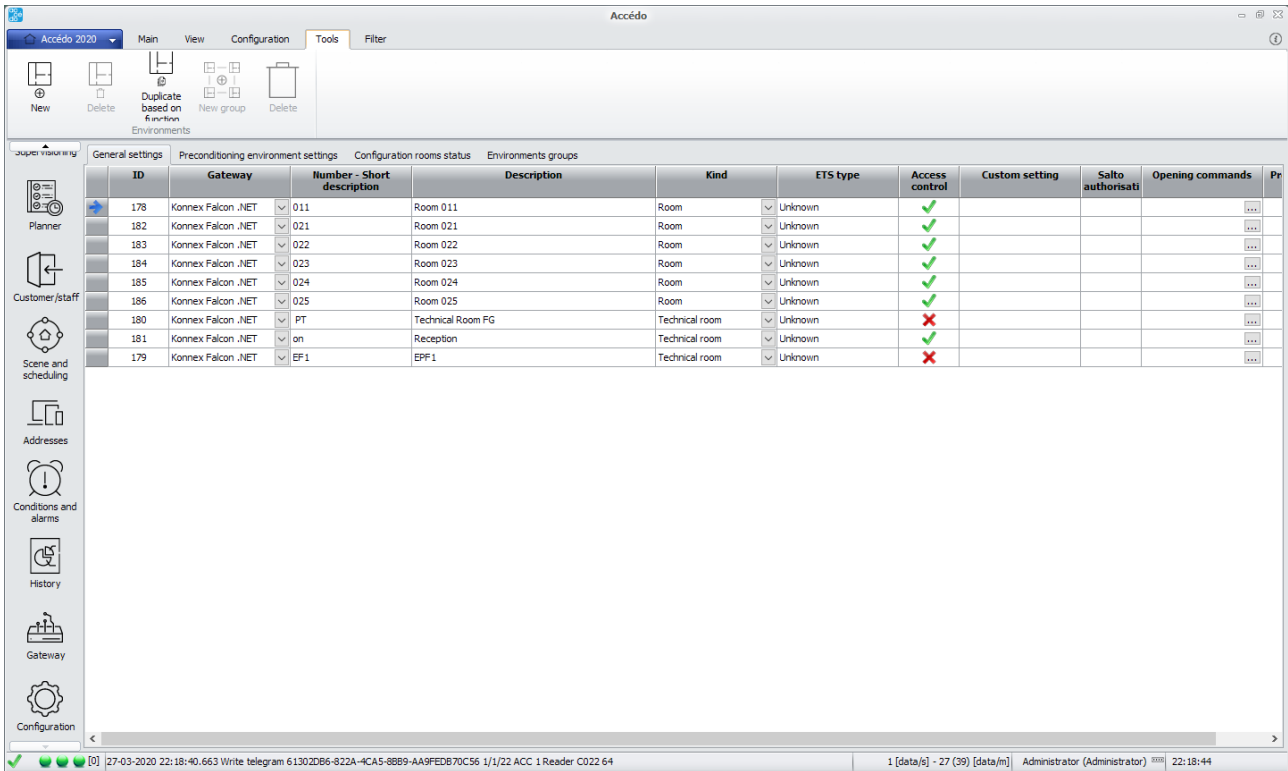 Accédo
Accédo 2020 Main View Configuration Tools Filter
New Delete Duplicate based on function New group Delete
Environments
Supervisioning
General settings Preconditioning environment settings Configuration rooms status Environments groups
ID Gateway Number - Short description Description Kind ETS type Access control Custom setting Salto authorisati Opening commands Pr
178 Konnex Falcon .NET 011 Room 011 Room Unknown ...
182 Konnex Falcon .NET 021 Room 021 Room Unknown ...
183 Konnex Falcon .NET 022 Room 022 Room Unknown ...
184 Konnex Falcon .NET 023 Room 023 Room Unknown ...
185 Konnex Falcon .NET 024 Room 024 Room Unknown ...
186 Konnex Falcon .NET 025 Room 025 Room Unknown ...
180 Konnex Falcon .NET PT Technical Room FG Technical room Unknown ...
181 Konnex Falcon .NET on Reception Technical room Unknown ...
179 Konnex Falcon .NET EF1 EPF1 Technical room Unknown ...
Planner
Customer/staff
Scene and
scheduling
Addresses
Conditions and
alarms
History
Gateway
Configuration
[0] 27-03-2020 22:18:40.663 Write telegram 61302DB6-822A-4CA5-8BB9-AA9FEDB70C56 1/1/22 ACC 1 Reader C022 64 1 [data/s] - 27 (39) [data/m] Administrator (Administrator) 22:18:44